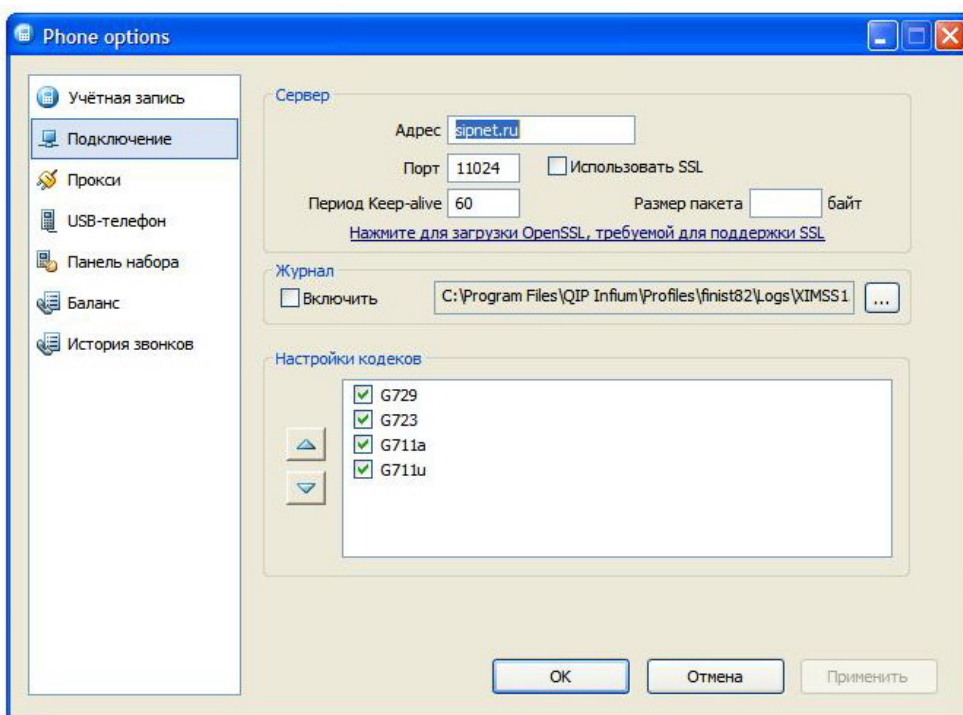 Phone options
Учётная запись
Подключение
Прокси
USB-телефон
Панель набора
Баланс
История звонков
Сервер
Адрес sipnet.ru
Порт 11024 Использовать SSL
Период Keep-alive 60 Размер пакета байт
Нажмите для загрузки OpenSSL, требуемой для поддержки SSL
Журнал
Включить C:\Program Files\QIP Infium\Profiles\finist82\Logs\XIMSS1 ...
Настройки кодеков
G729
G723
G711a
G711u
OK Отмена Применить